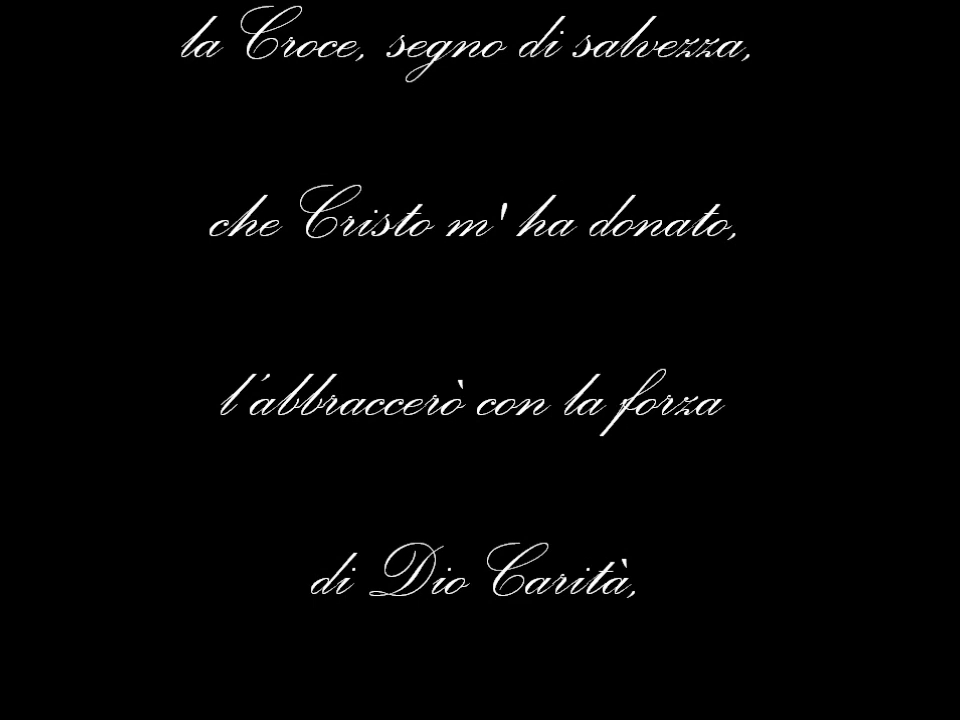 la Croce, segno di salvezza,
che Cristo m' ha donato,
l'abbraccerò con la forza
di Dio Carità,